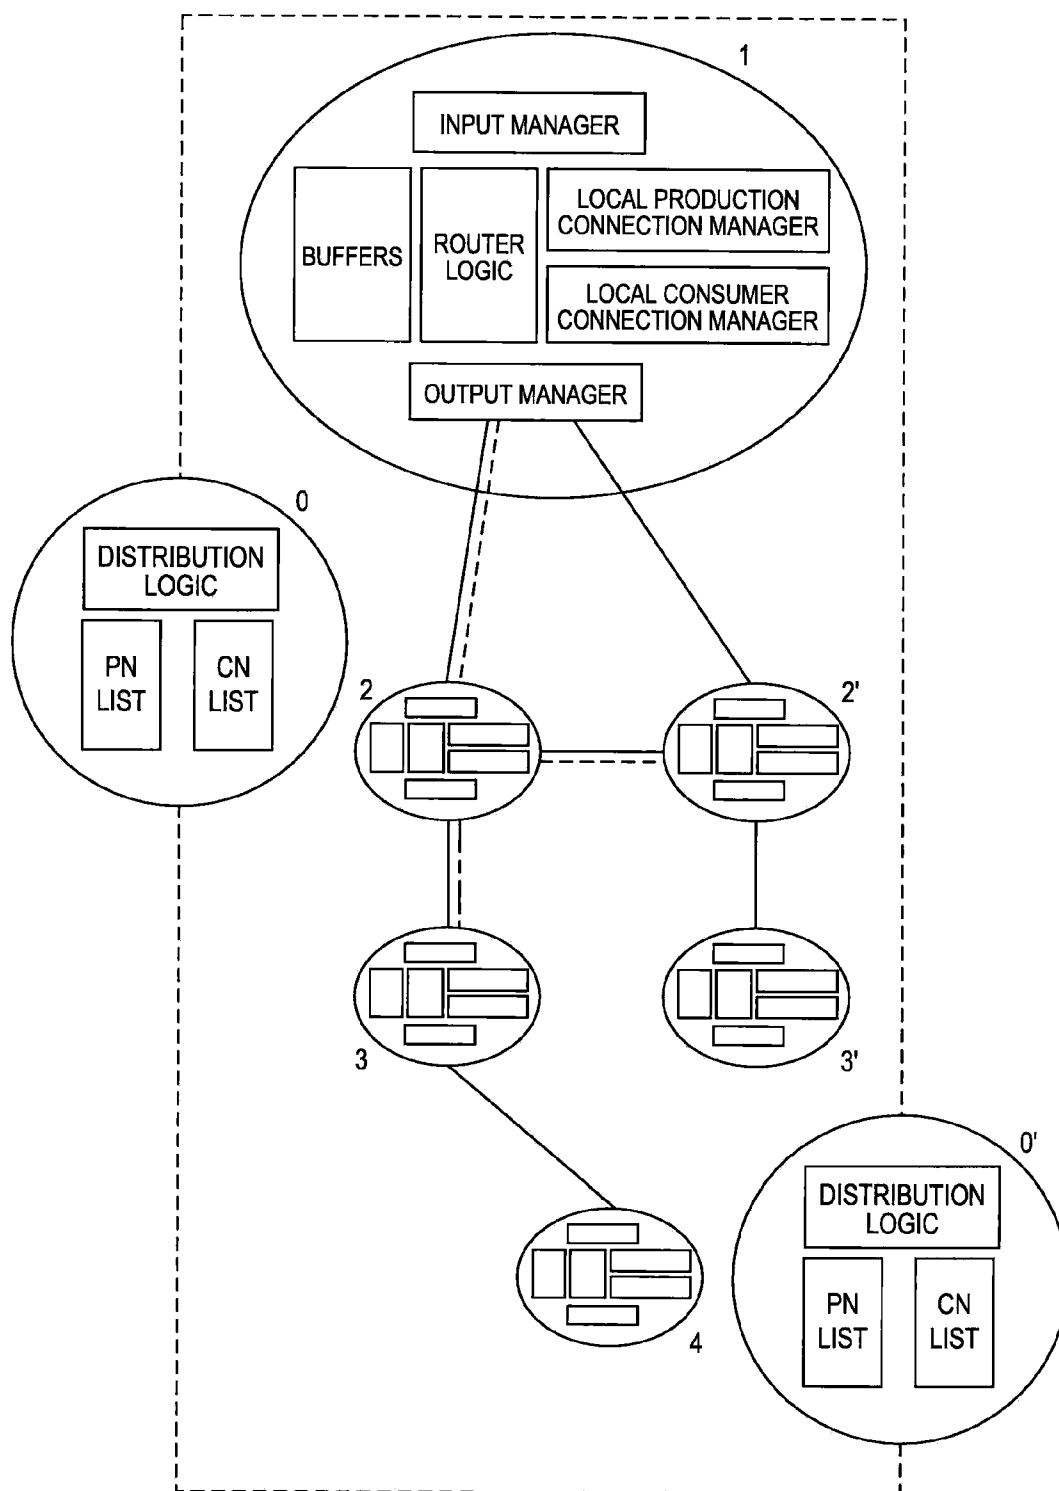 1
INPUT MANAGER
BUFFERS
ROUTER
LOGIC
LOCAL PRODUCTION
CONNECTION MANAGER
LOCAL CONSUMER
CONNECTION MANAGER
OUTPUT MANAGER
0
DISTRIBUTION
LOGIC
PN
LIST
CN
LIST
2
2'
3
3'
4
0'
DISTRIBUTION
LOGIC
PN
LIST
CN
LIST